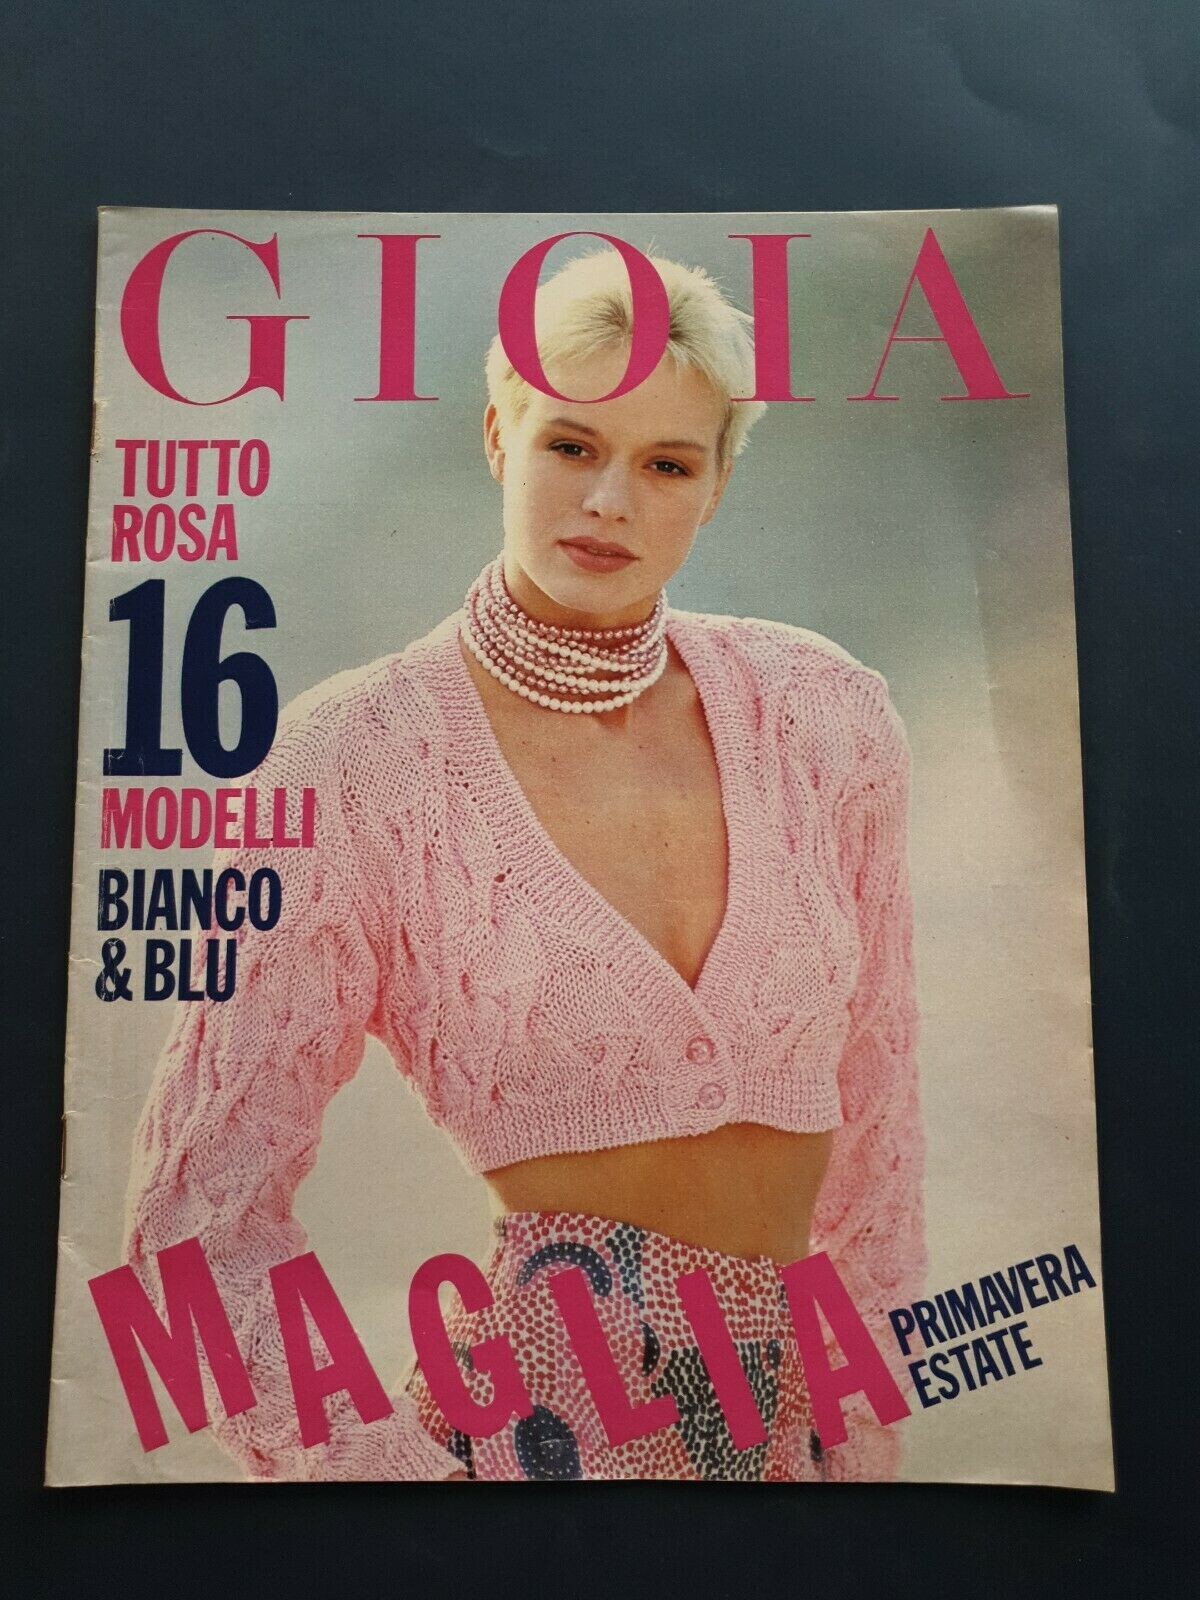 GIOIA
TUTTO
ROSA
16
MODELLI
BIANCO
& BLU
MAGLIA
PRIMAVERA
ESTATE